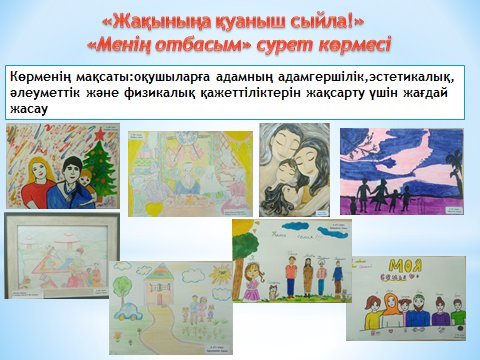 «Жақыныңа қуаныш сыйла!»
«Менің отбасым» сурет көрмесі
Көрменің мақсаты:оқушыларға адамның адамгершілік,эстетикалық,
әлеуметтік және физикалық қажеттіліктерін жақсарту үшін жағдай
жасау
МОЯ